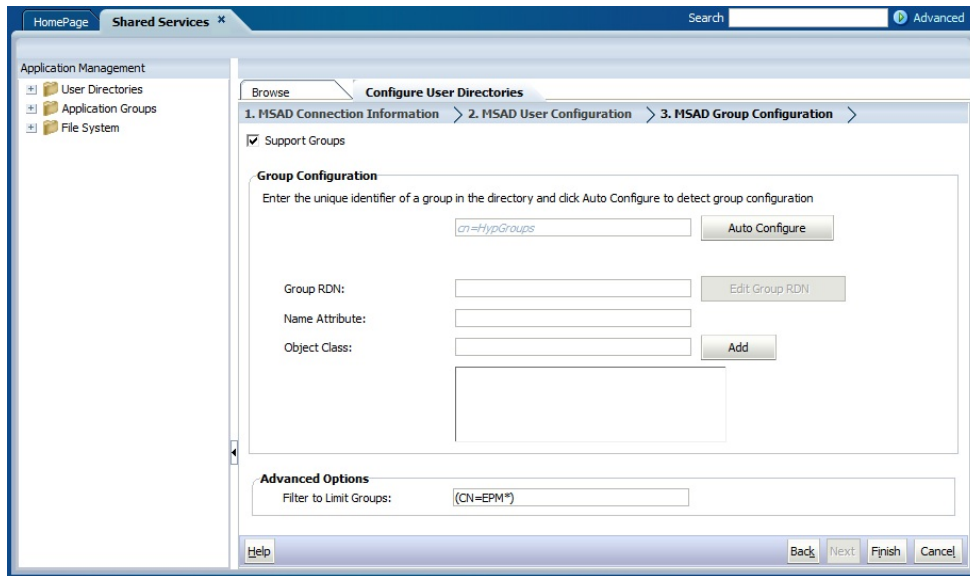 HomePage
Shared Services
Search
Advanced
Application Management
User Directories
Application Groups
File System
Browse
Configure User Directories
1. MSAD Connection Information
2. MSAD User Configuration
3. MSAD Group Configuration
Support Groups
Group Configuration
Enter the unique identifier of a group in the directory and click Auto Configure to detect group configuration
cn=HypGroups
Auto Configure
Group RDN:
Edit Group RDN
Name Attribute:
Object Class:
Add
Advanced Options
Filter to Limit Groups:
(CN=EPM*)
Help
Back
Next
Finish
Cancel